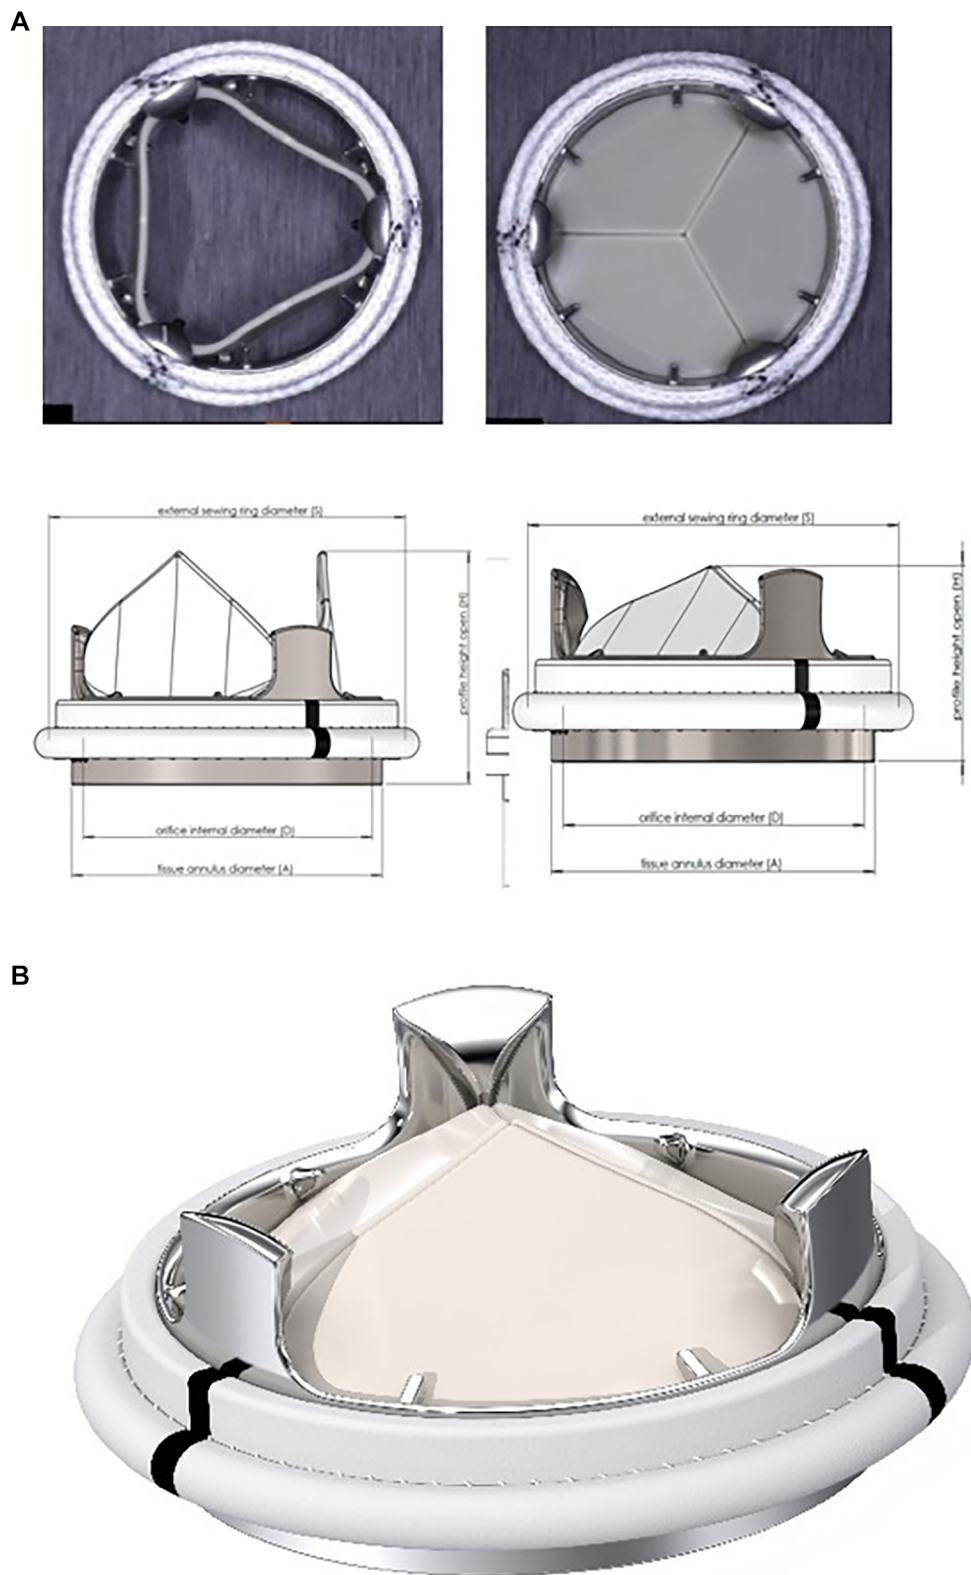 A
external sewing ring diameter [S]
profile height open [H]
orifice internal diameter [D]
tissue annulus diameter [A]
external sewing ring diameter [S]
profile height open [H]
orifice internal diameter [D]
tissue annulus diameter [A]
B